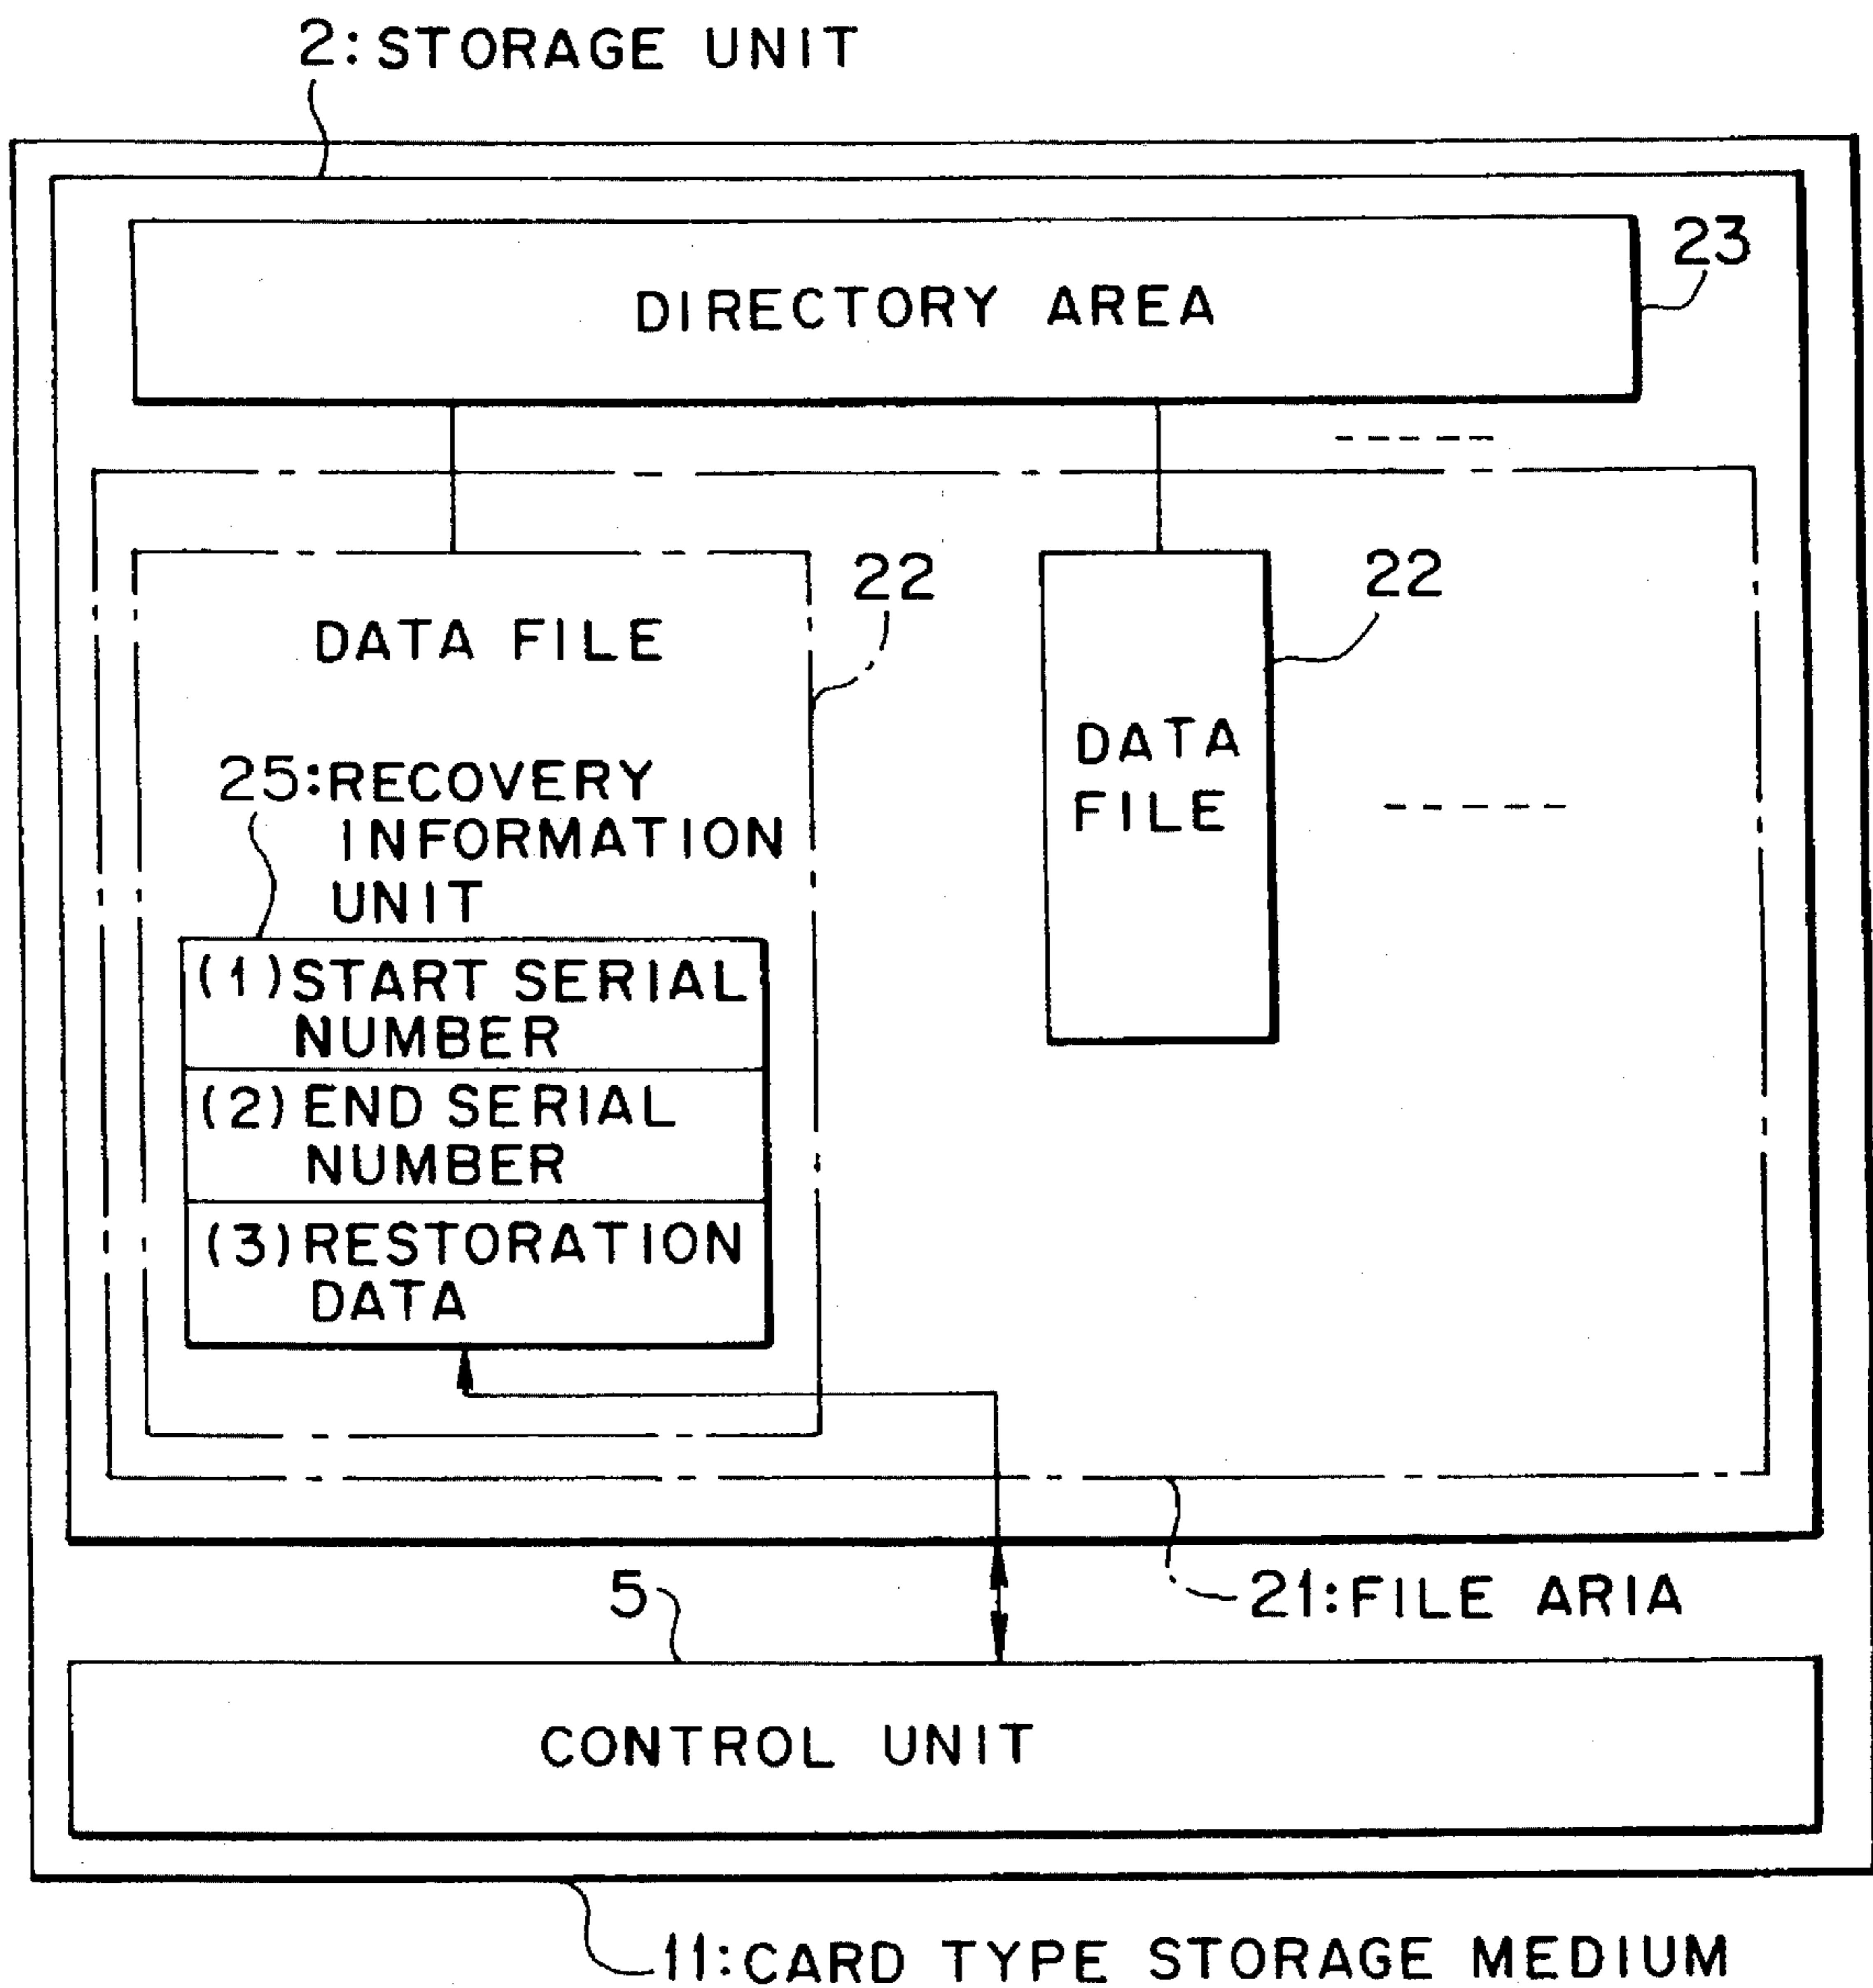 2:STORAGE UNIT
23
DIRECTORY AREA
22
22
DATA FILE
DATA
FILE
25:RECOVERY
INFORMATION
UNIT
(1)START SERIAL
NUMBER
(2)END SERIAL
NUMBER
(3)RESTORATION
DATA
5
21:FILE ARIA
CONTROL UNIT
11:CARD TYPE STORAGE MEDIUM